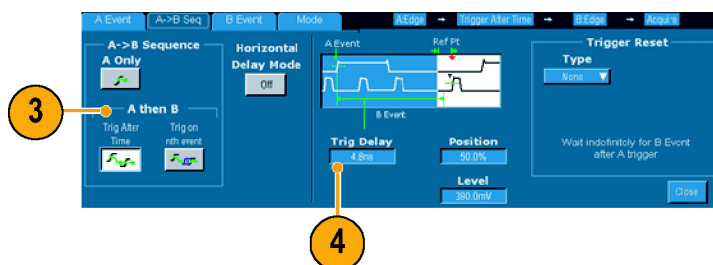 A Event A->B Seq B Event Mode A:Edge → Trigger After Time → B:Edge → Acquire
A->B Sequence
A Only
A then B
Trig After Time
Trig on nth event
Horizontal
Delay Mode
Off
A Event
Ref Pt
B Event
Trig Delay
4.8ns
Position
50.0%
Level
390.0mV
Trigger Reset
Type
None
Wait indefinitely for B Event
after A trigger
Close
3
4